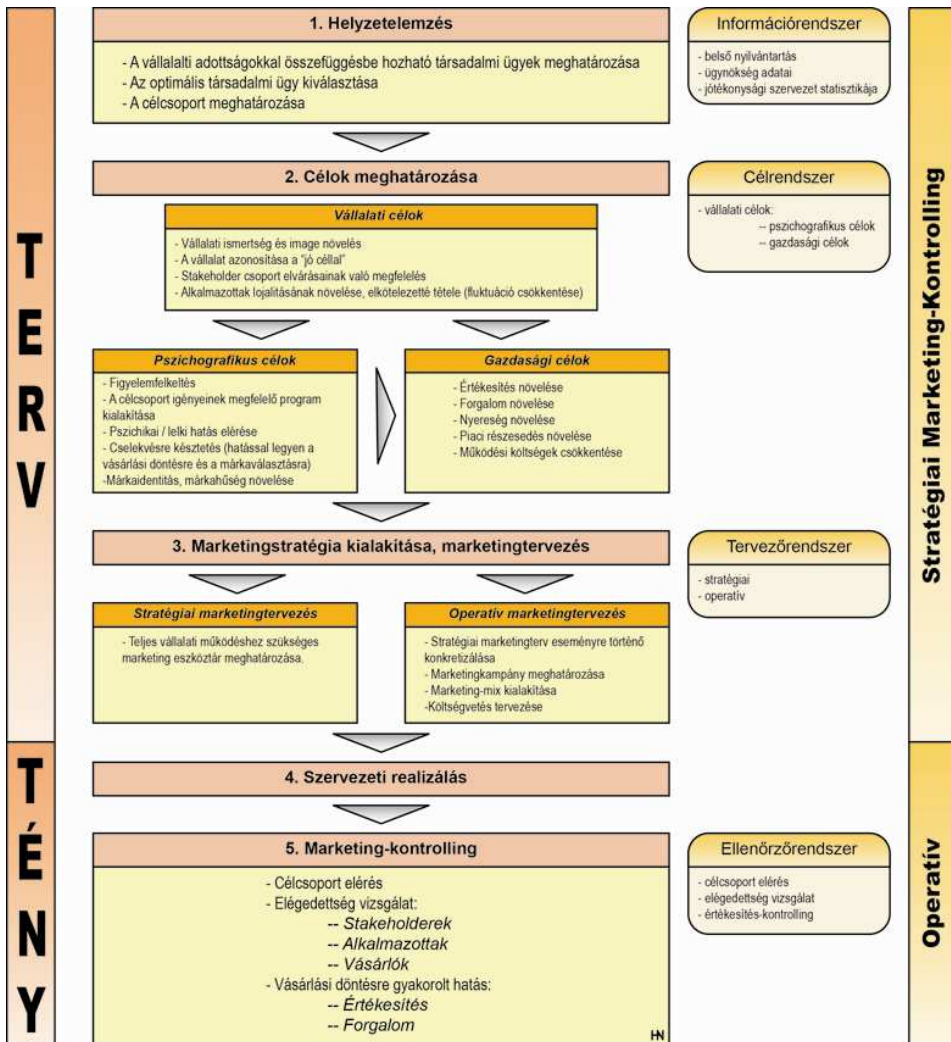 T
E
R
V
1. Helyzetelemzés
- A vállalalti adottságokkal összefüggésbe hozható társadalmi ügyek meghatározása
- Az optimális társadalmi ügy kiválasztása
- A célcsoport meghatározása
Információrendszer
- belső nyilvántartás
- ügynökség adatai
- jótékonysági szervezet statisztikája
2. Célok meghatározása
Vállalati célok
- Vállalati ismertség és image növelés
- A vállalat azonosítása a "jó céllal"
- Stakeholder csoport elvárásainak való megfelelés
- Alkalmazottak lojalitásának növelése, elkötelezetté tétele (fluktuáció csökkentése)
Célrendszer
- vállalati célok:
-- pszichografikus célok
-- gazdasági célok
Pszichografikus célok
- Figyelemfelkeltés
- A célcsoport igényeinek megfelelő program
kialakítása
- Pszichikai / lelki hatás elérése
- Cselekvésre késztetés (hatással legyen a
vásárlási döntésre és a márkaválasztásra)
-Márkaidentitás, márkahűség növelése
Gazdasági célok
- Értékesítés növelése
- Forgalom növelése
- Nyereség növelése
- Piaci részesedés növelése
- Működési költségek csökkentése
3. Marketingstratégia kialakítása, marketingtervezés
Stratégiai marketingtervezés
- Teljes vállalati működéshez szükséges
marketing eszköztár meghatározása.
Operatív marketingtervezés
- Stratégiai marketingterv eseményre történő
konkretizálása
- Marketingkampány meghatározása
- Marketing-mix kialakítása
-Költségvetés tervezése
Tervezőrendszer
- stratégiai
- operatív
Stratégiai Marketing-Kontrolling
T
É
N
Y
4. Szervezeti realizálás
5. Marketing-kontrolling
- Célcsoport elérés
- Elégedettség vizsgálat:
-- Stakeholderek
-- Alkalmazottak
-- Vásárlók
- Vásárlási döntésre gyakorolt hatás:
-- Értékesítés
-- Forgalom
HN
Ellenőrzőrendszer
- célcsoport elérés
- elégedettség vizsgálat
- értékesítés-kontrolling
Operatív